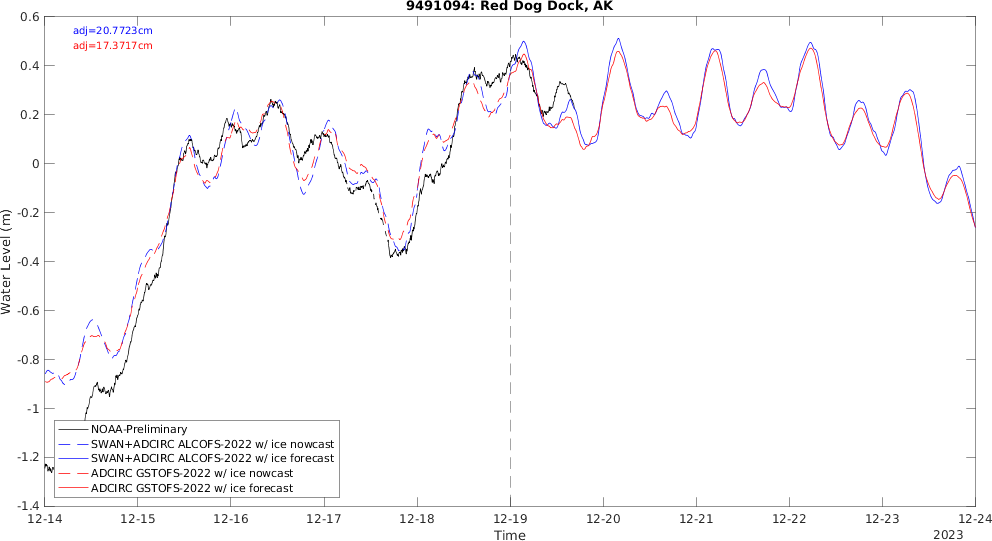 9491094: Red Dog Dock, AK
adj=20.7723cm
adj=17.3717cm
Water Level (m)
0.6
0.4
0.2
0
-0.2
-0.4
-0.6
-0.8
-1
-1.2
-1.4
NOAA-Preliminary
SWAN+ADCIRC ALCOFS-2022 w/ ice nowcast
SWAN+ADCIRC ALCOFS-2022 w/ ice forecast
ADCIRC GSTOFS-2022 w/ ice nowcast
ADCIRC GSTOFS-2022 w/ ice forecast
12-14 12-15 12-16 12-17 12-18 12-19 12-20 12-21 12-22 12-23 12-24
Time
2023